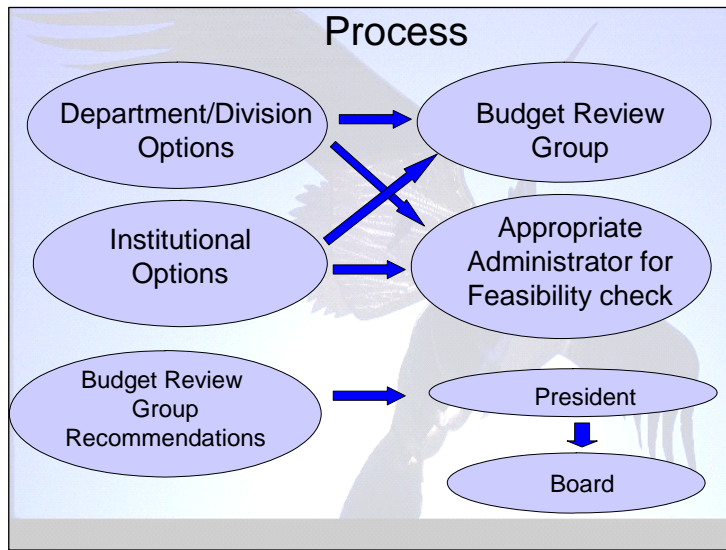 Process
Department/Division
Options
Budget Review
Group
Institutional
Options
Appropriate
Administrator for
Feasibility check
Budget Review
Group
Recommendations
President
Board